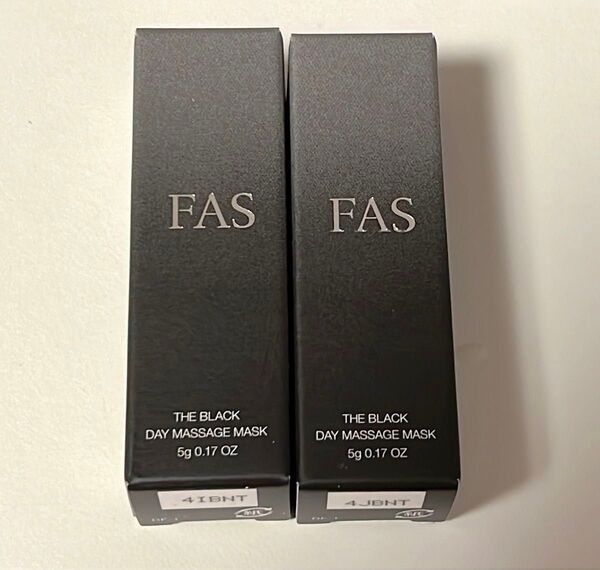 FAS
THE BLACK
DAY MASSAGE MASK
5g 0.17 OZ
4IBNT
FAS
THE BLACK
DAY MASSAGE MASK
5g 0.17 OZ
4JBNT